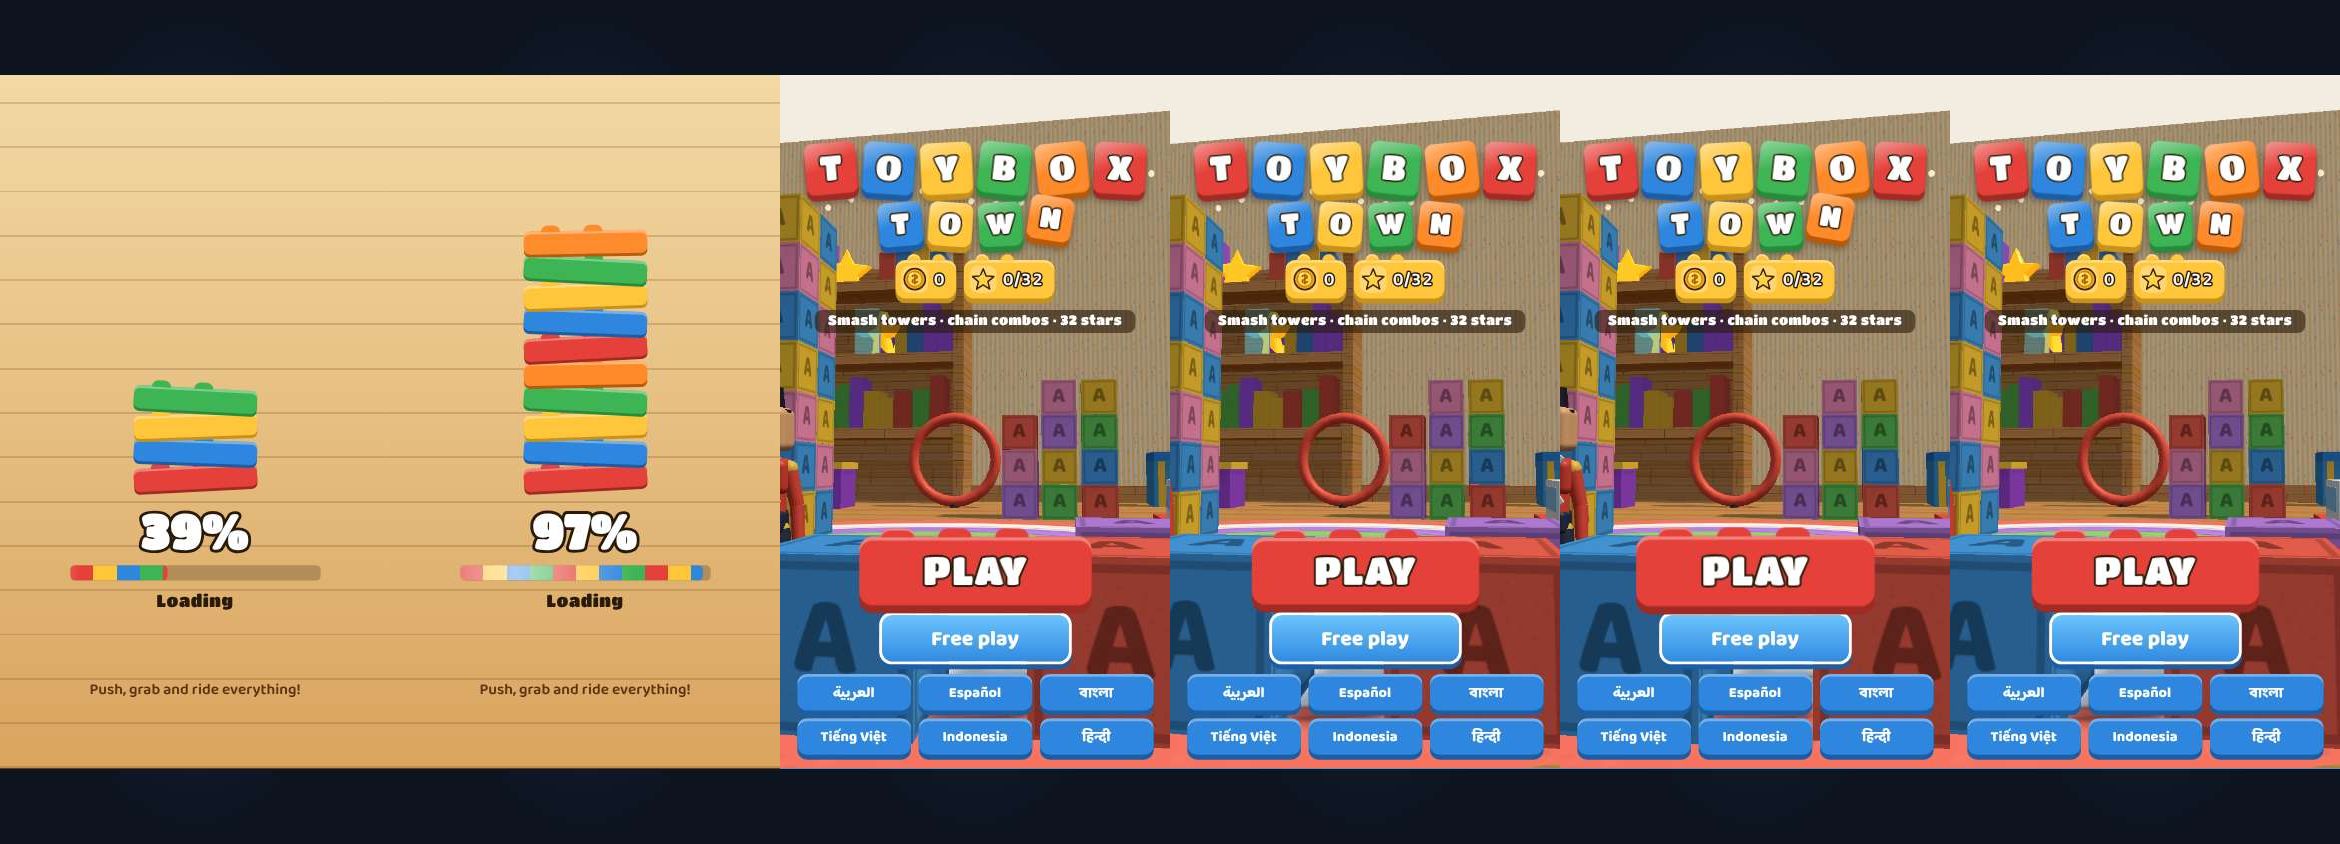 39%
Loading
Push, grab and ride everything!
97%
Loading
Push, grab and ride everything!
TOYBOX
TOWN
0 0/32
Smash towers · chain combos · 32 stars
A A
A A A
A A A
A A A
PLAY
Free play
A A
العربية Español বাংলা
Tiếng Việt Indonesia हिन्दी
TOYBOX
TOWN
0 0/32
Smash towers · chain combos · 32 stars
A A
A A A
A A A
A A A
PLAY
Free play
A A
العربية Español বাংলা
Tiếng Việt Indonesia हिन्दी
TOYBOX
TOWN
0 0/32
Smash towers · chain combos · 32 stars
A A
A A A
A A A
A A A
PLAY
Free play
A A
العربية Español বাংলা
Tiếng Việt Indonesia हिन्दी
TOYBOX
TOWN
0 0/32
Smash towers · chain combos · 32 stars
A A
A A A
A A A
A A A
PLAY
Free play
A A
العربية Español বাংলা
Tiếng Việt Indonesia हिन्दी